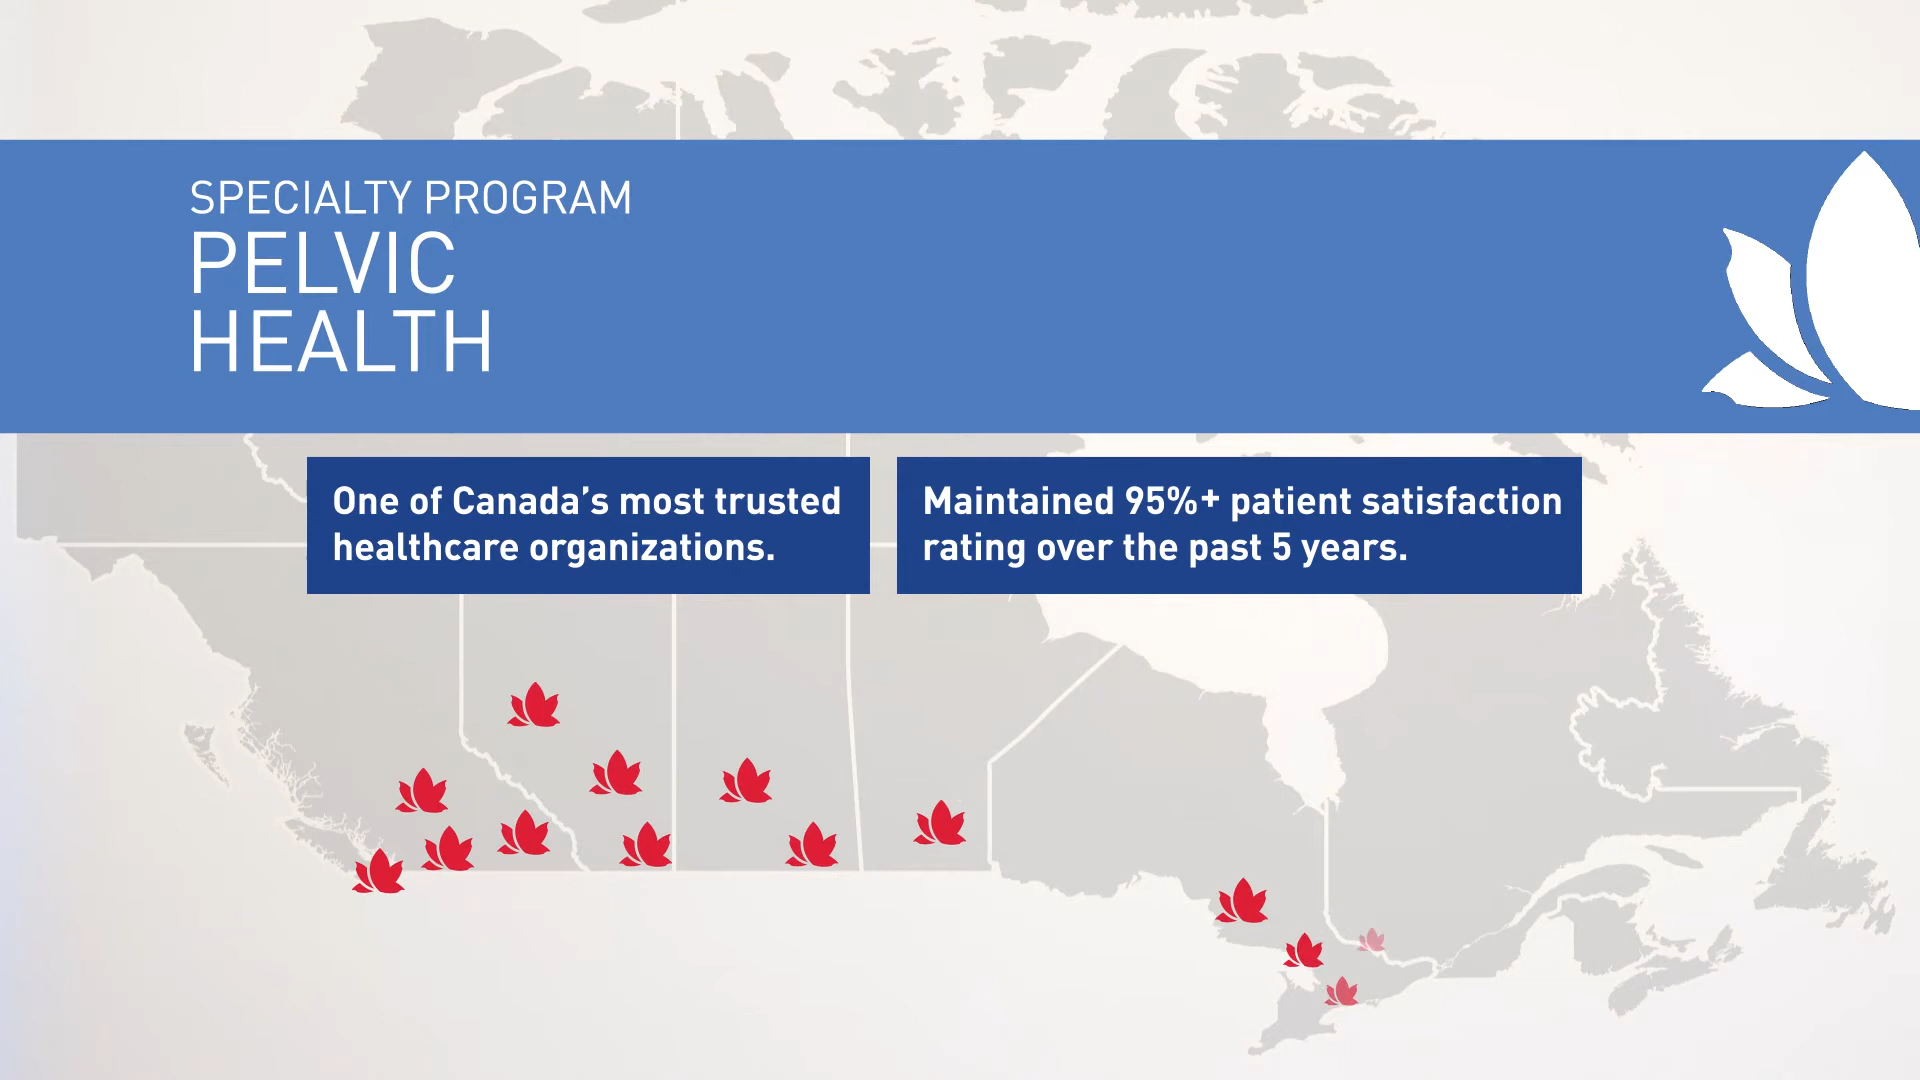 SPECIALTY PROGRAM
PELVIC
HEALTH
One of Canada’s most trusted
healthcare organizations.
Maintained 95%+ patient satisfaction
rating over the past 5 years.